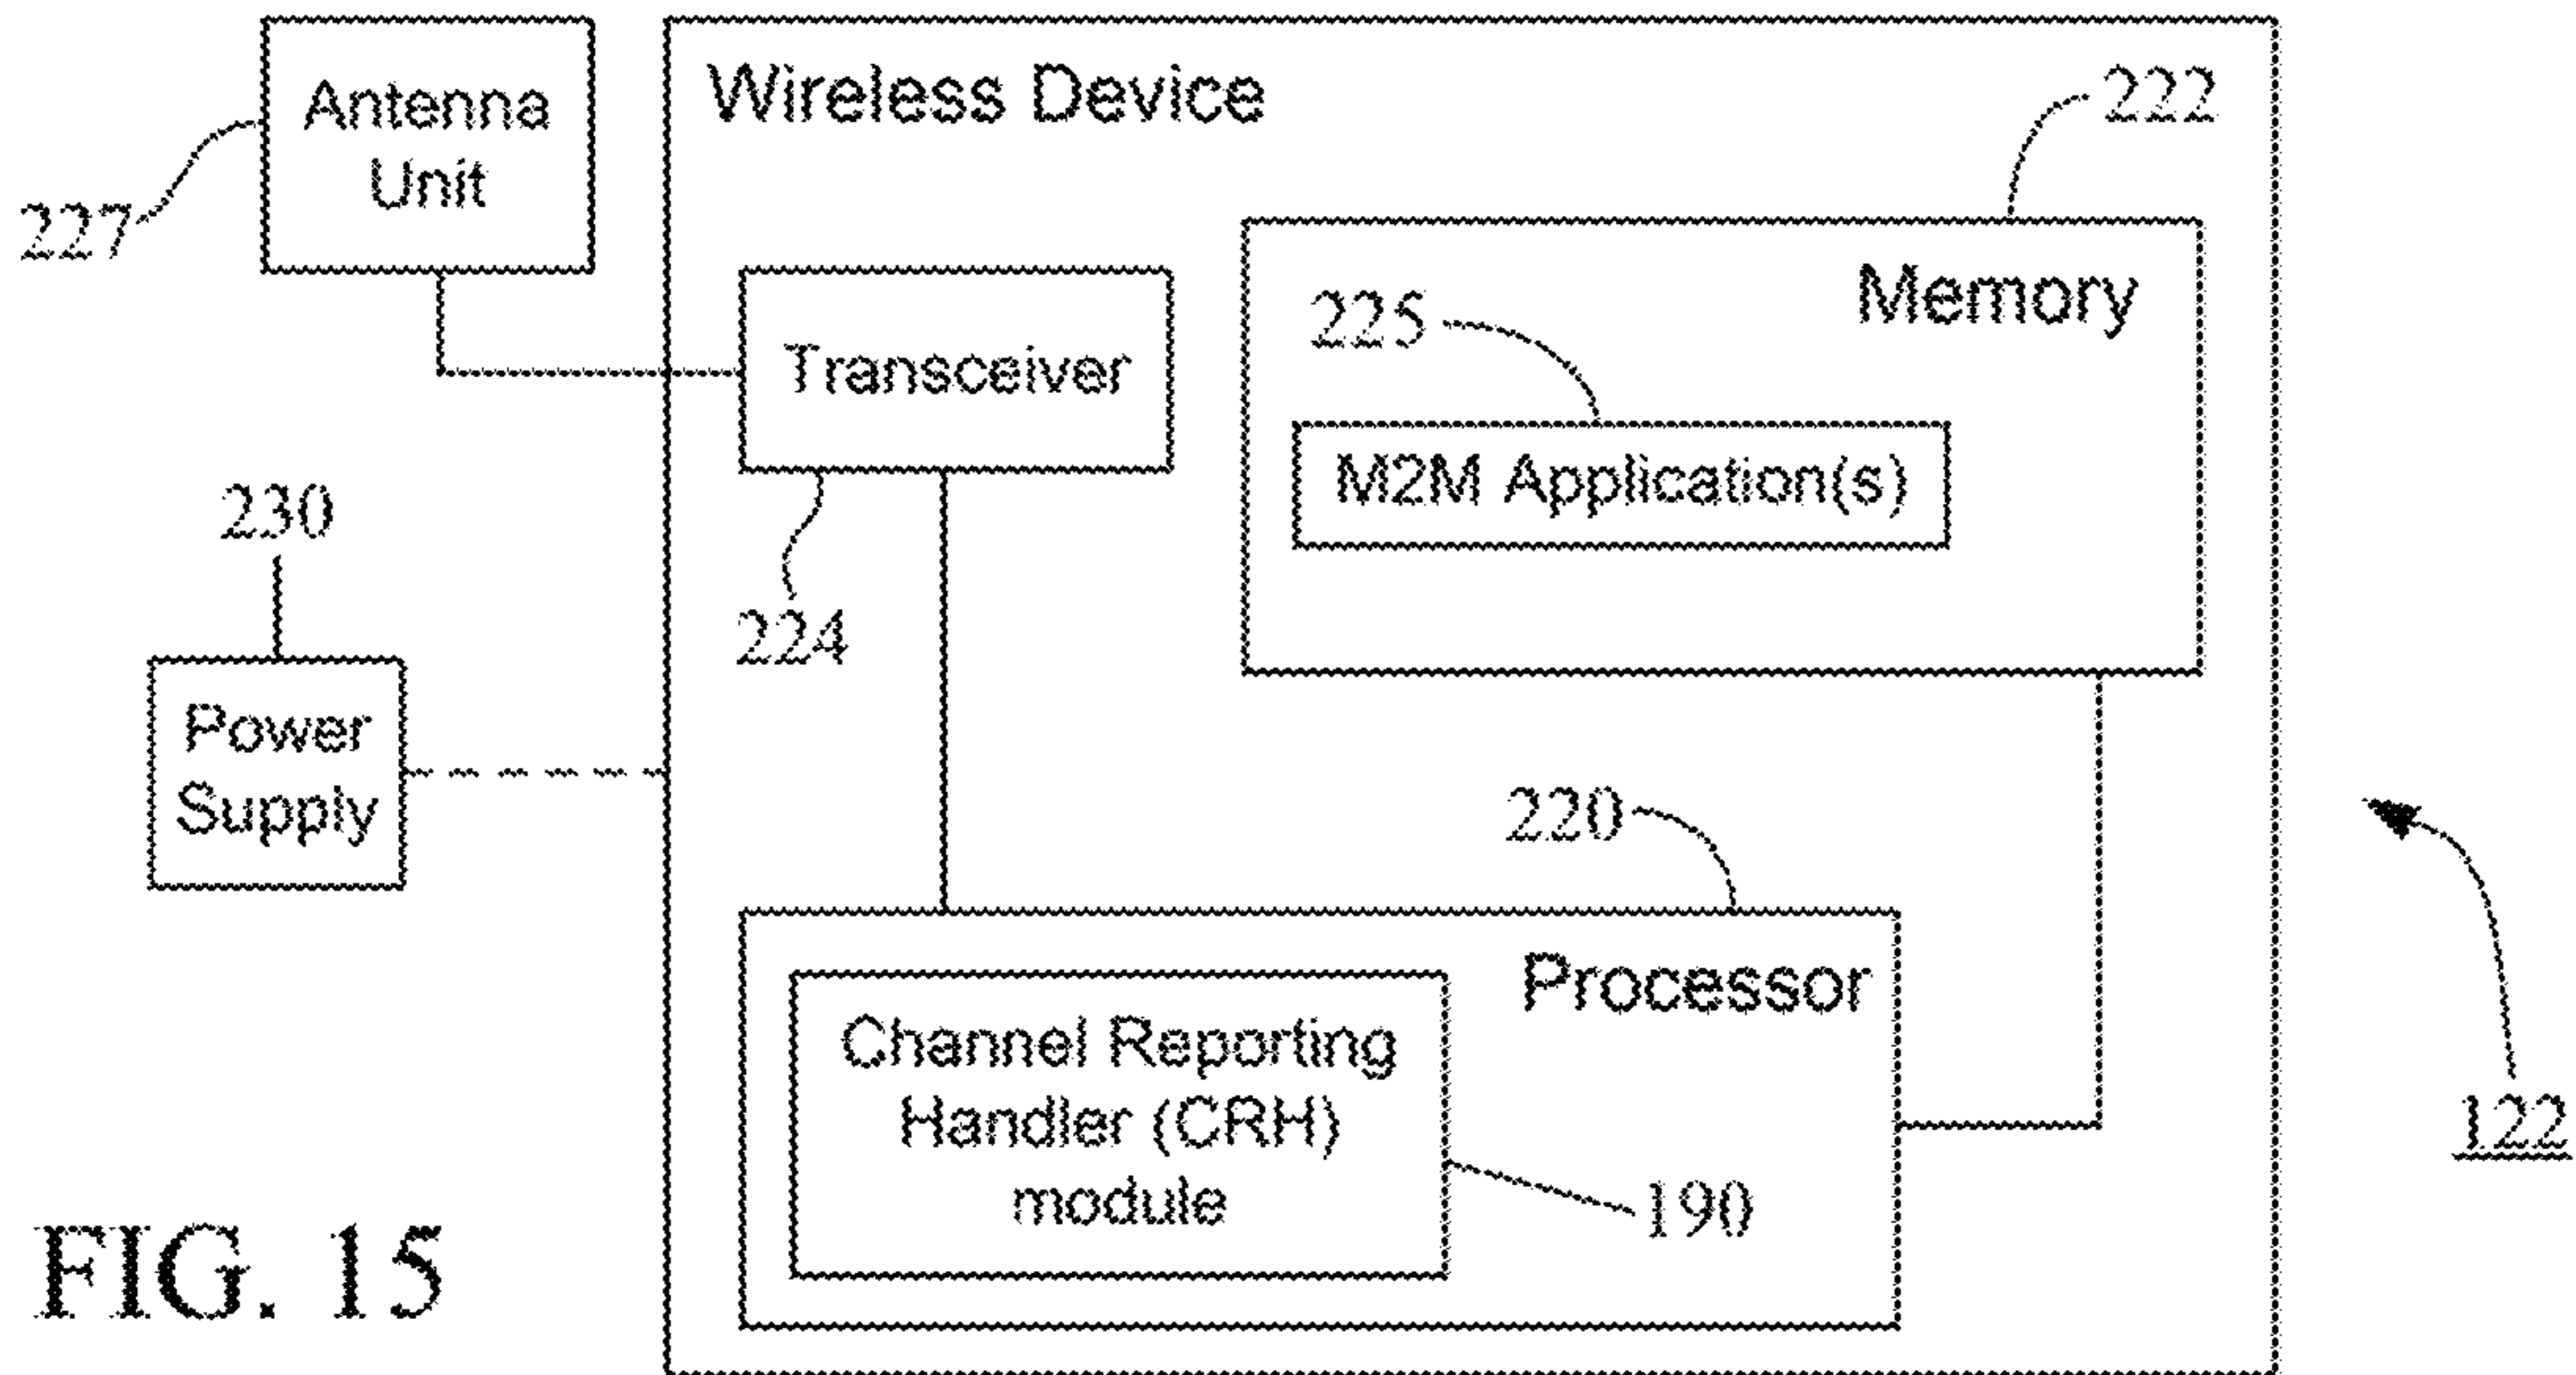 Antenna
Unit
227
Wireless Device
222
Memory
225
M2M Application(s)
Transceiver
224
230
Power
Supply
220
Processor
Channel Reporting
Handler (CRH)
module
190
122
FIG. 15